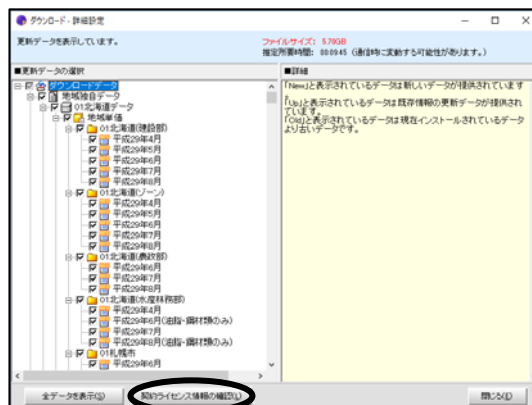 ダウンロード - 詳細設定
更新データを表示しています。
ファイルサイズ: 5.70GB
推定所要時間: 00:09:45 (通信時に変動する可能性があります。)
■更新データの選択
ダウンロードデータ
地域独自データ
01北海道データ
地域単価
01北海道(建設部)
平成29年4月
平成29年5月
平成29年6月
平成29年7月
平成29年8月
01北海道(ゾーン)
平成29年4月
平成29年5月
平成29年6月
平成29年7月
平成29年8月
01北海道(農政部)
平成29年6月
平成29年7月
平成29年8月
01北海道(水産林務部)
平成29年4月
平成29年6月(油脂・鋼材類のみ)
平成29年7月
平成29年8月(油脂・鋼材類のみ)
01札幌市
平成29年6月
■詳細
「New」と表示されているデータは新しいデータが提供されています
「Up」と表示されているデータは既存情報の更新データが提供され
ています。
「Old」と表示されているデータは現在インストールされているデータ
より古いデータです。
全データを表示(S)
契約ライセンス情報の確認(L)
閉じる(J)